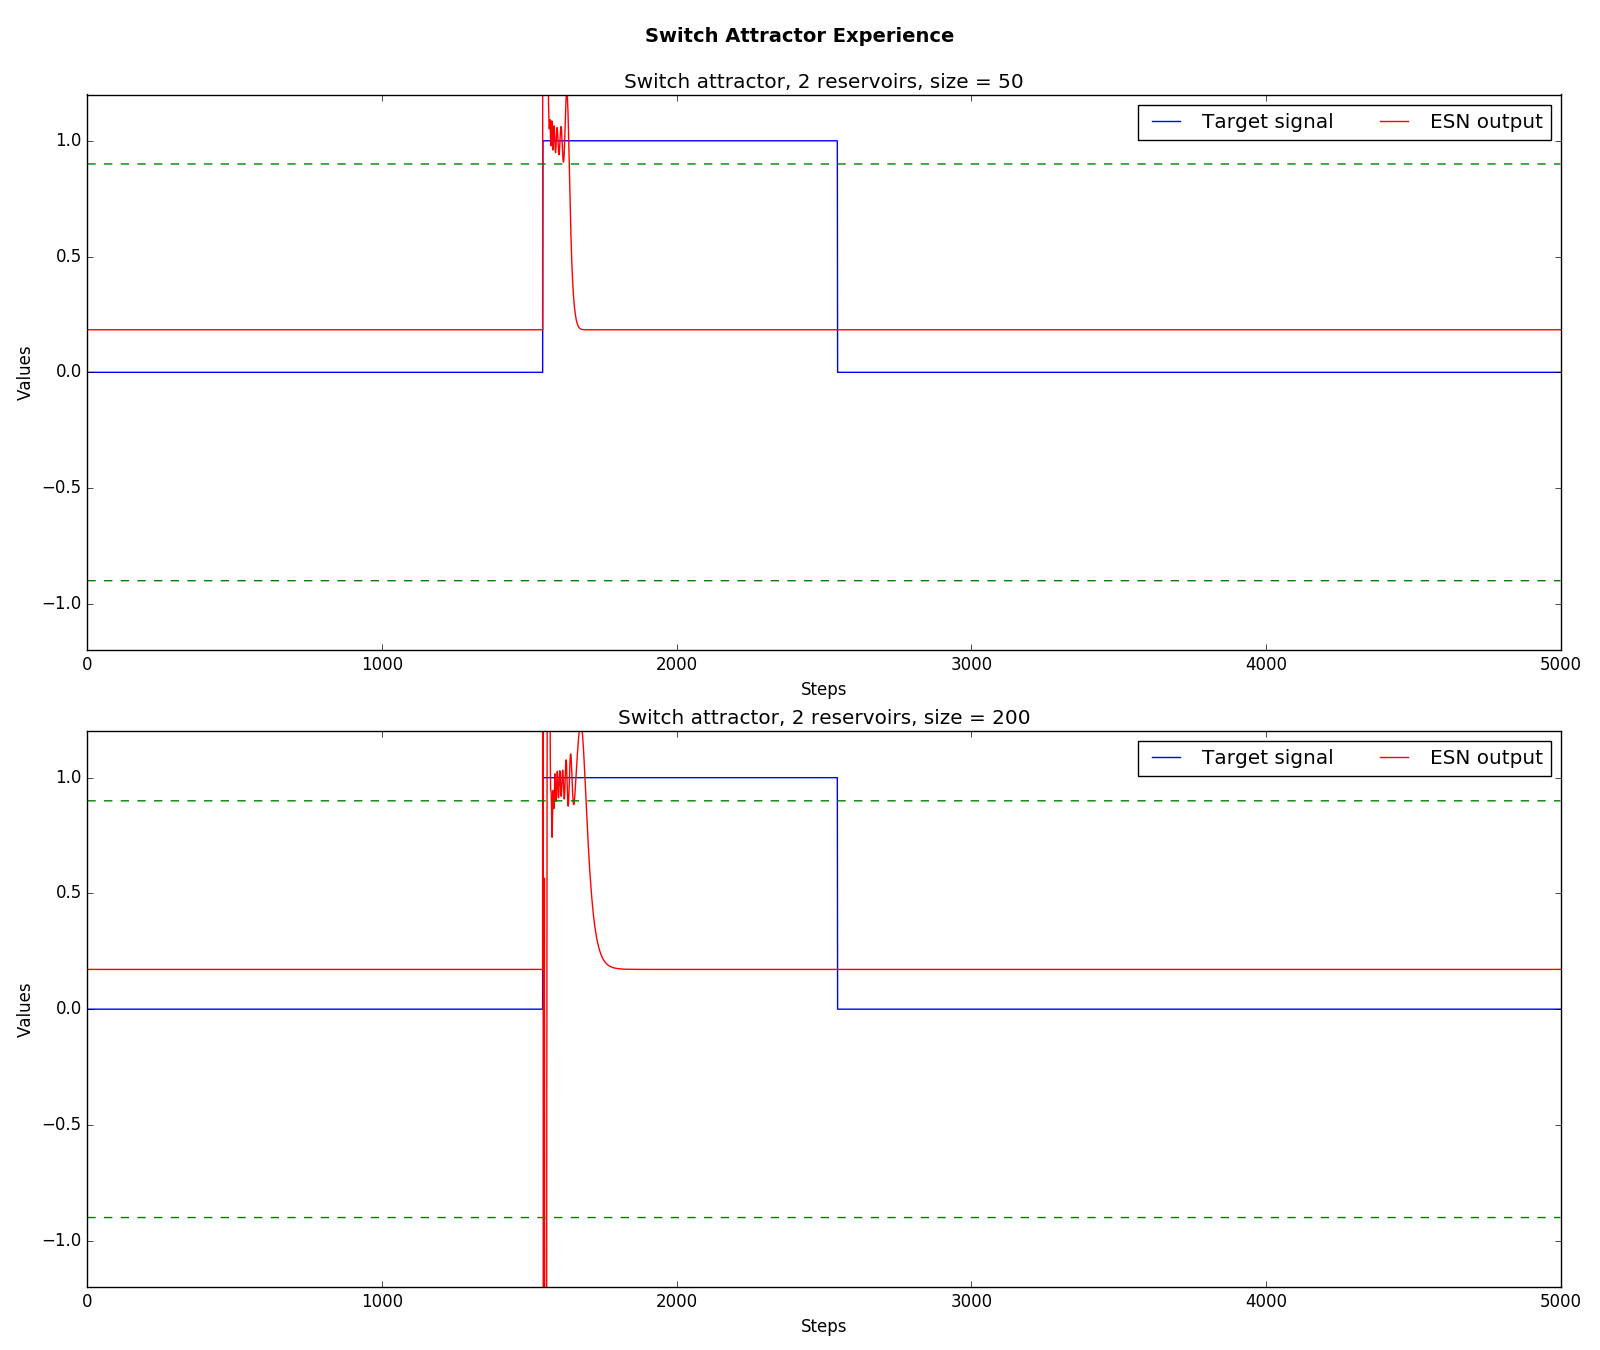 Switch Attractor Experience
Switch attractor, 2 reservoirs, size = 50
Target signal ESN output
1.0
0.5
0.0
−0.5
−1.0
Values
0 1000 2000 3000 4000 5000
Steps
Switch attractor, 2 reservoirs, size = 200
Target signal ESN output
1.0
0.5
0.0
−0.5
−1.0
Values
0 1000 2000 3000 4000 5000
Steps